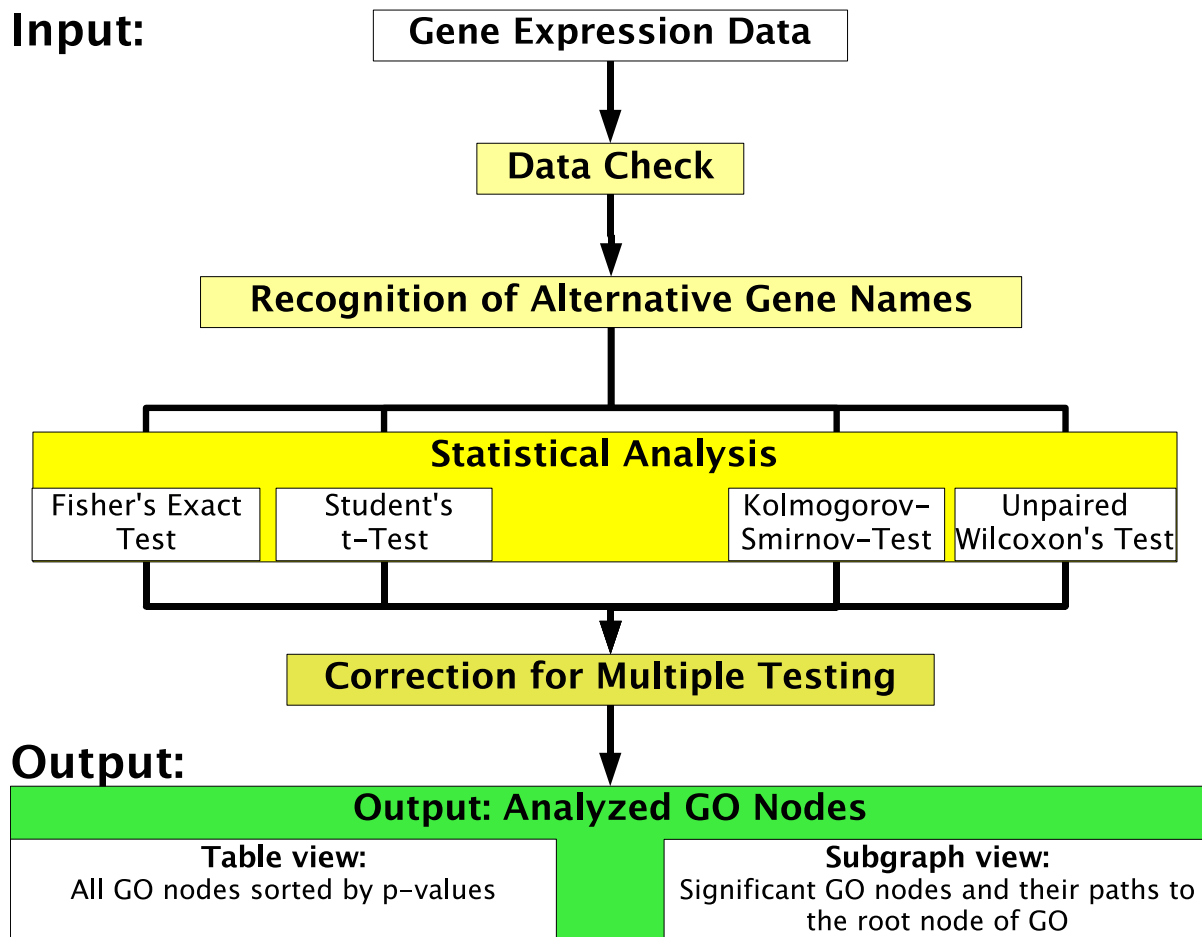 Input:
Gene Expression Data
Data Check
Recognition of Alternative Gene Names
Statistical Analysis
Fisher's Exact
Test
Student's
t-Test
Kolmogorov-
Smirnov-Test
Unpaired
Wilcoxon's Test
Correction for Multiple Testing
Output:
Output: Analyzed GO Nodes
Table view:
All GO nodes sorted by p-values
Subgraph view:
Significant GO nodes and their paths to
the root node of GO